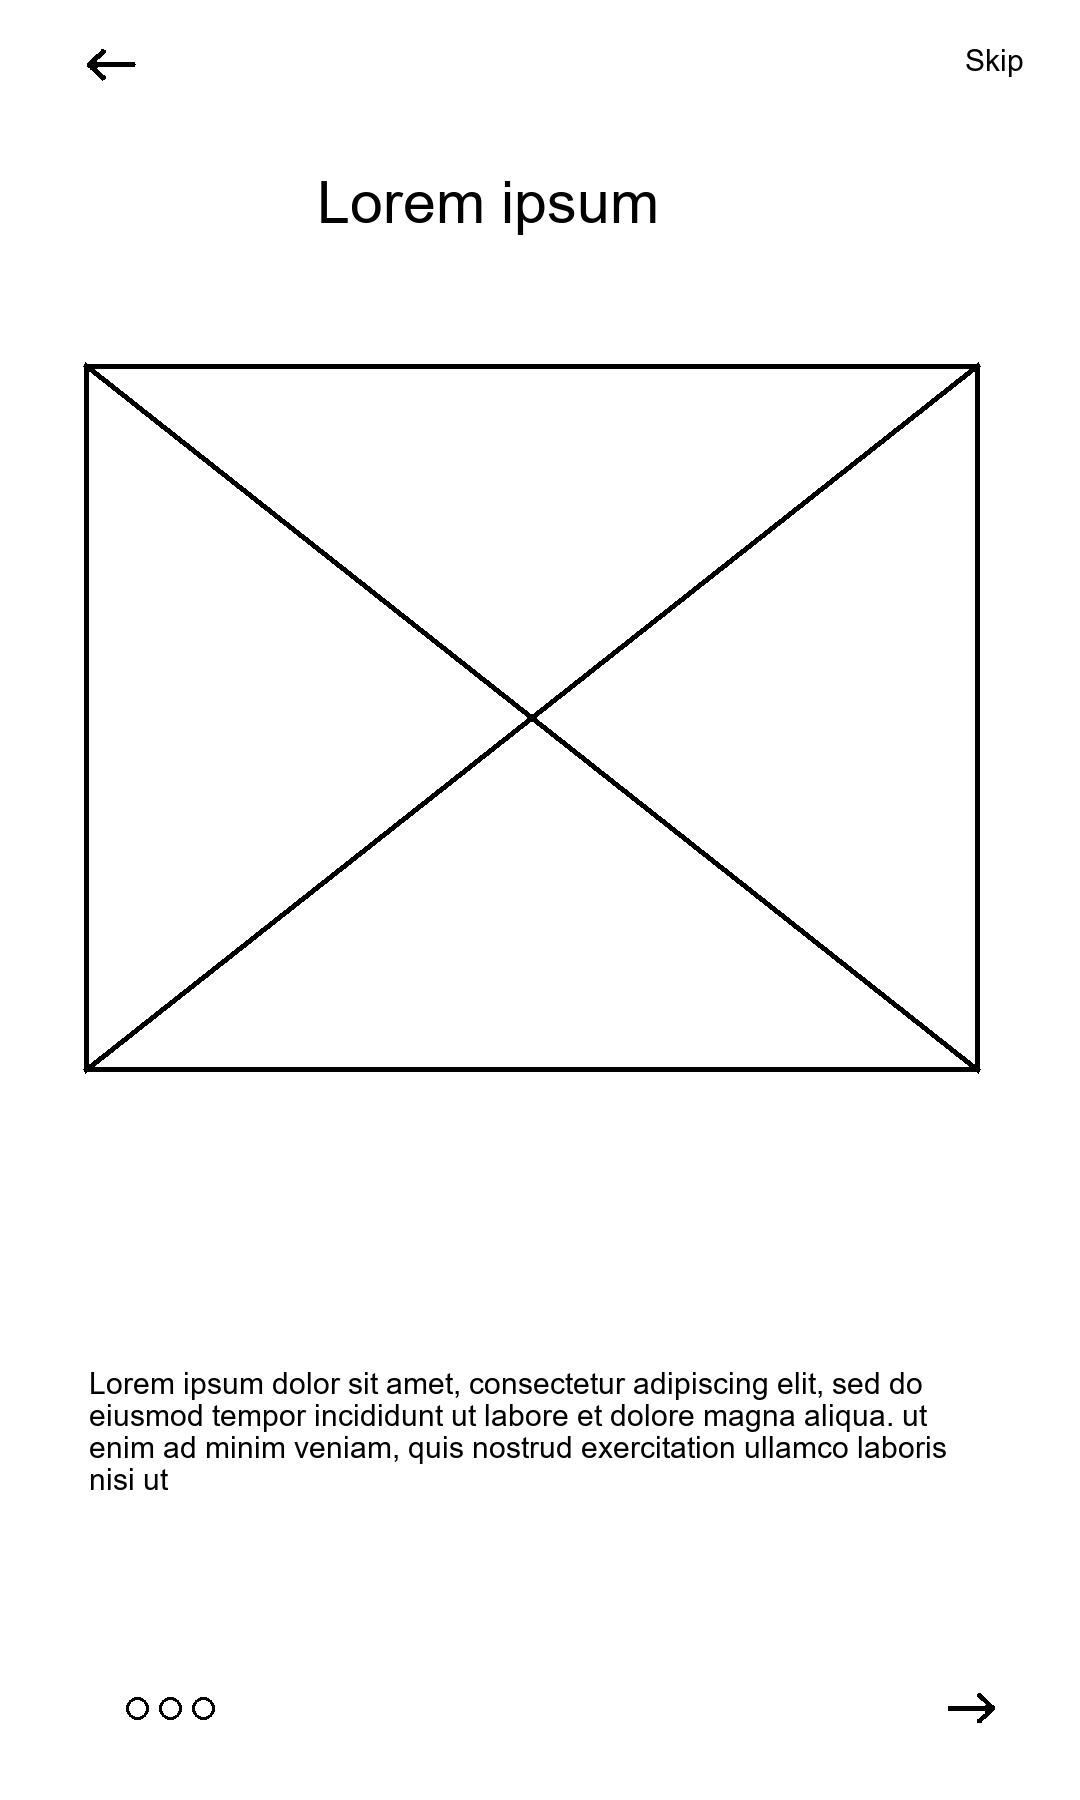 Skip
Lorem ipsum
Lorem ipsum dolor sit amet, consectetur adipiscing elit, sed do
eiusmod tempor incididunt ut labore et dolore magna aliqua. ut
enim ad minim veniam, quis nostrud exercitation ullamco laboris
nisi ut